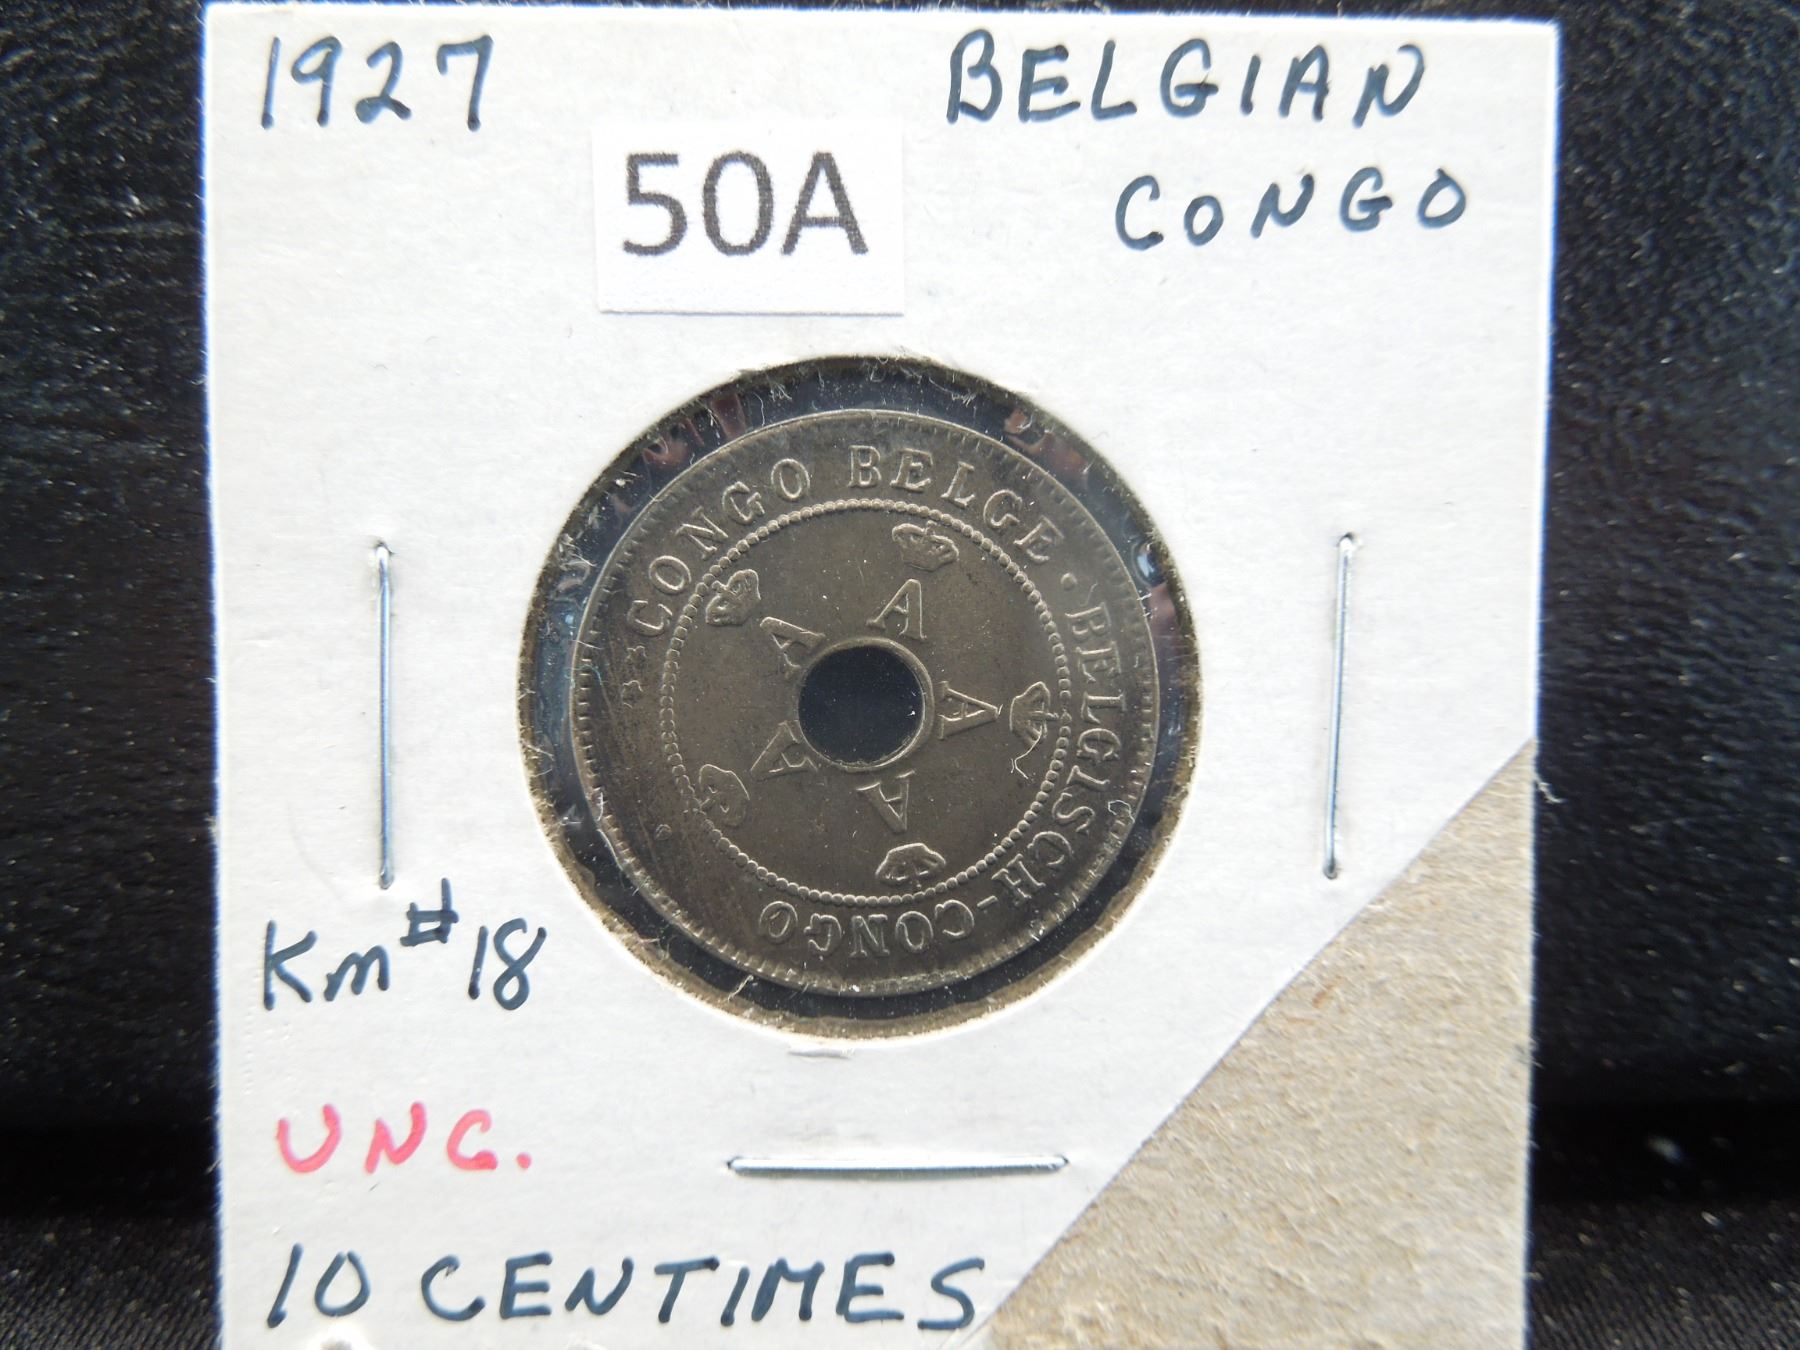 1927
BELGIAN
CONGO
50A
CONGO BELGE . BELGISCH-CONGO
A A A A A
Km#18
UNC.
10 CENTIMES